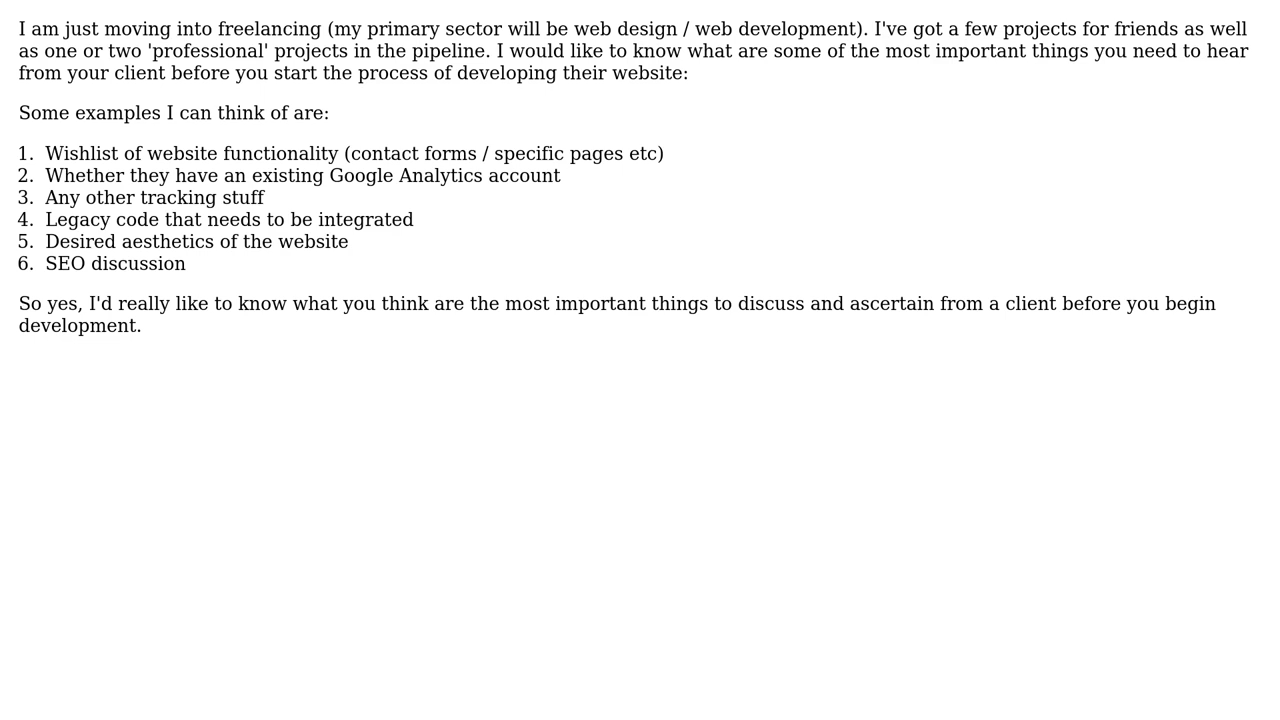 I am just moving into freelancing (my primary sector will be web design / web development). I've got a few projects for friends as well
as one or two 'professional' projects in the pipeline. I would like to know what are some of the most important things you need to hear
from your client before you start the process of developing their website:
Some examples I can think of are:
1. Wishlist of website functionality (contact forms / specific pages etc)
2. Whether they have an existing Google Analytics account
3. Any other tracking stuff
4. Legacy code that needs to be integrated
5. Desired aesthetics of the website
6. SEO discussion
So yes, I'd really like to know what you think are the most important things to discuss and ascertain from a client before you begin
development.